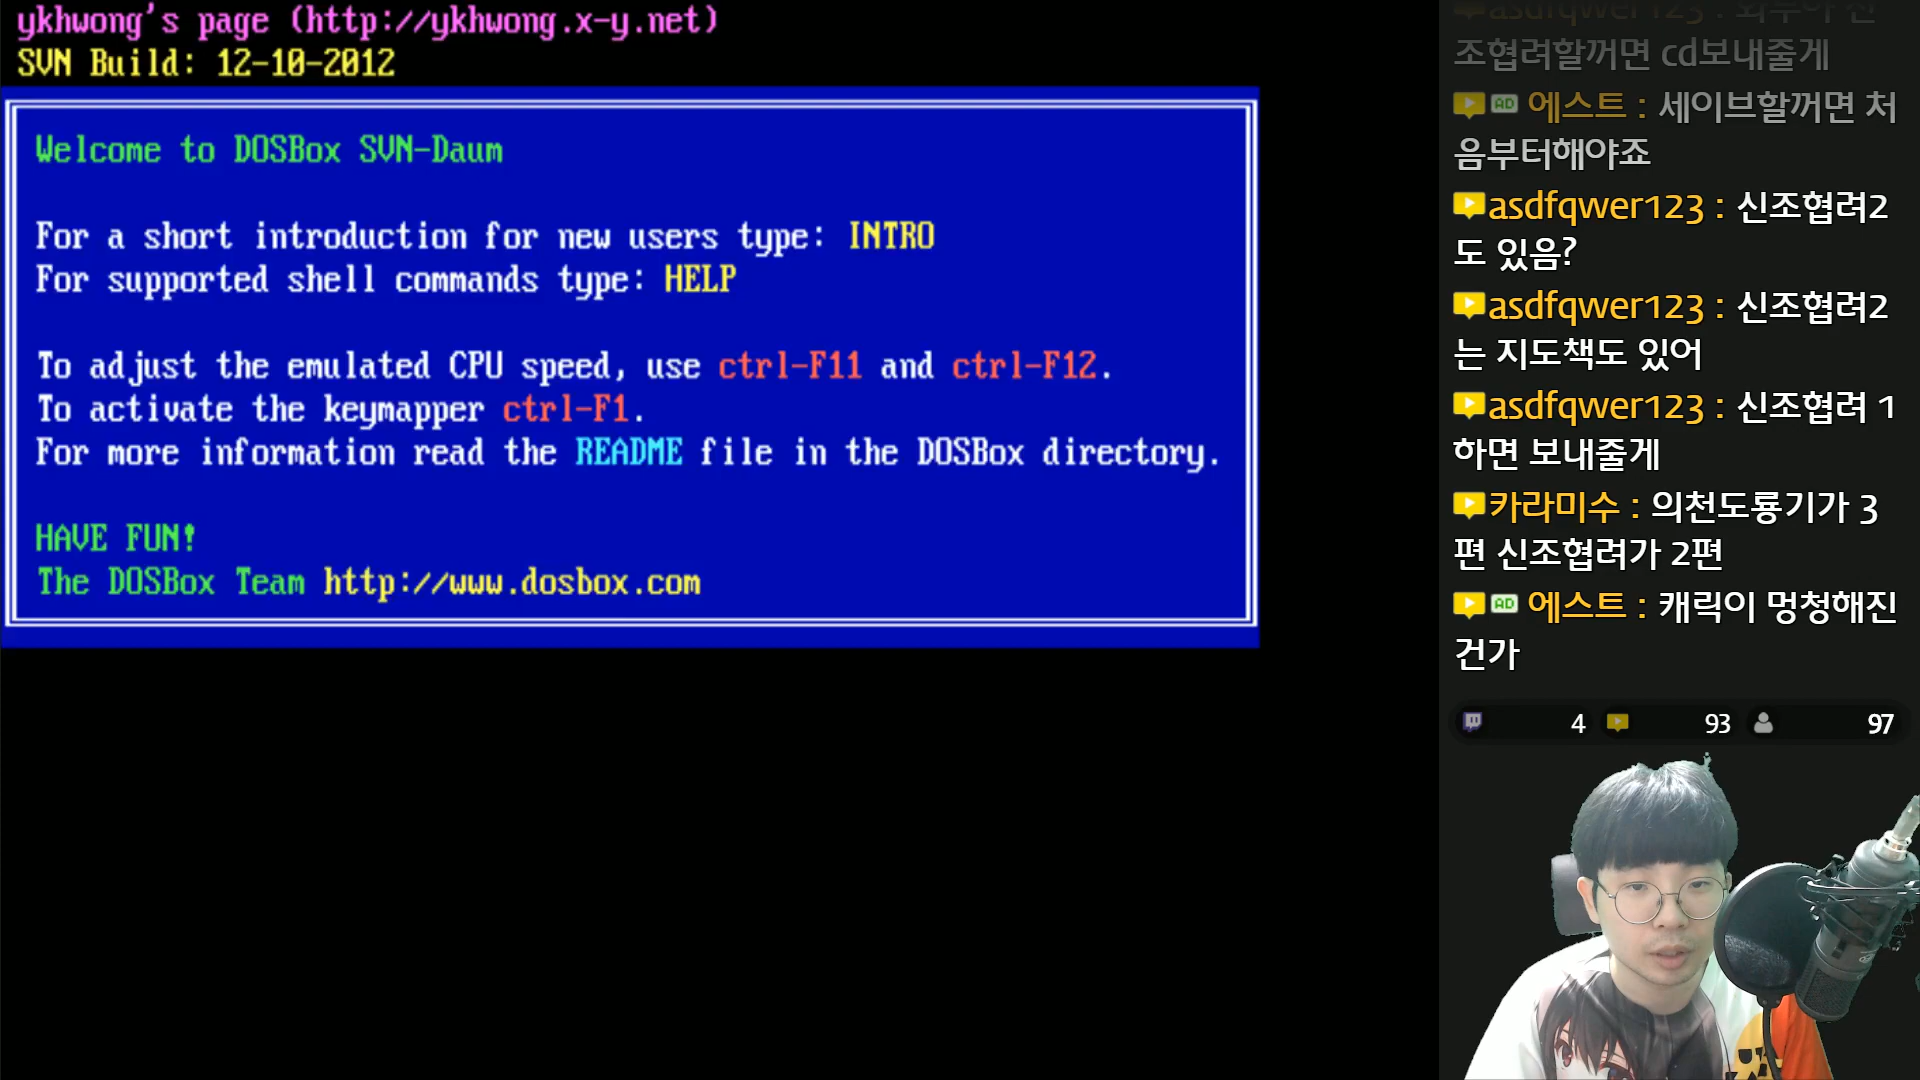 ykhwong's page (http://ykhwong.x-y.net)
SVN Build: 12-10-2012
Welcome to DOSBox SVN-Daum
For a short introduction for new users type: INTRO
For supported shell commands type: HELP
To adjust the emulated CPU speed, use ctrl-F11 and ctrl-F12.
To activate the keymapper ctrl-F1.
For more information read the README file in the DOSBox directory.
HAVE FUN!
The DOSBox Team http://www.dosbox.com
asdfqwer123 :
조협려할꺼면 cd보내줄게
AD 에스트 : 세이브할꺼면 처
음부터해야죠
asdfqwer123 : 신조협려2
도 있음?
asdfqwer123 : 신조협려2
는 지도책도 있어
asdfqwer123 : 신조협려 1
하면 보내줄게
카라미수 : 의천도룡기가 3
편 신조협려가 2편
AD 에스트 : 캐릭이 멍청해진
건가
4 93 97